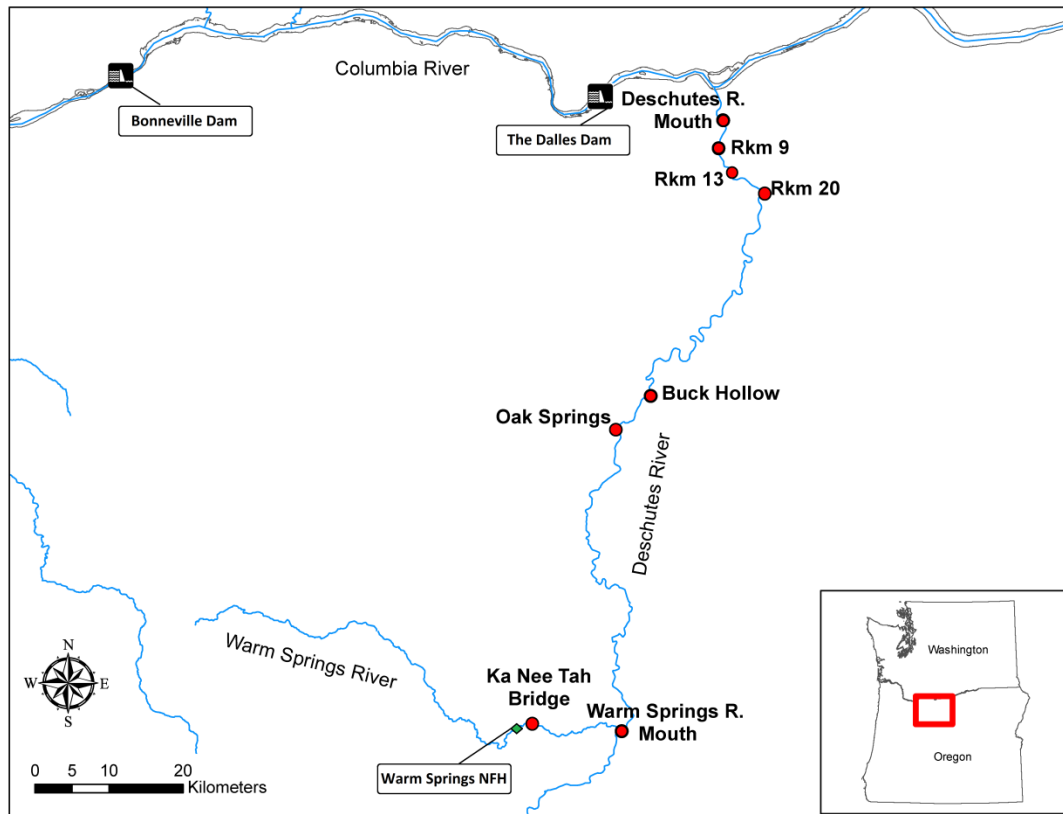 Columbia River
Bonneville Dam
The Dalles Dam
Deschutes R.
Mouth
Rkm 9
Rkm 13
Rkm 20
Buck Hollow
Oak Springs
Deschutes River
Warm Springs River
Ka Nee Tah
Bridge
Warm Springs R.
Mouth
Warm Springs NFH
N
W
E
S
0 5 10 20
Kilometers
Washington
Oregon